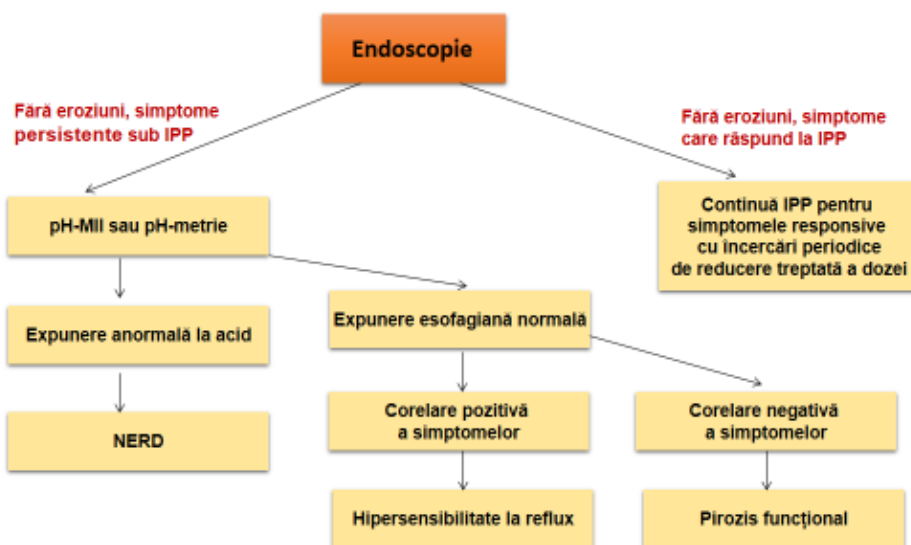 Endoscopie
Fără eroziuni, simptome
persistente sub IPP
Fără eroziuni, simptome
care răspund la IPP
pH-MII sau pH-metrie
Continuă IPP pentru
simptomele responsive
cu încercări periodice
de reducere treptată a dozei
Expunere anormală la acid
Expunere esofagiană normală
NERD
Corelare pozitivă
a simptomelor
Corelare negativă
a simptomelor
Hipersensibilitate la reflux
Pirozis funcțional